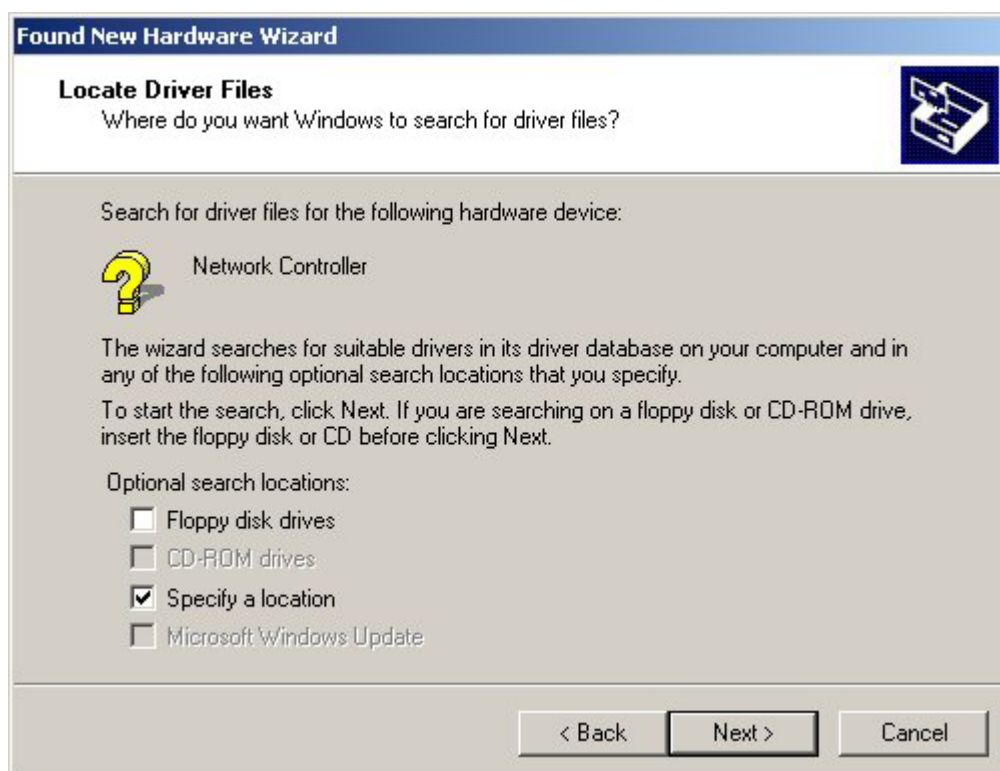 Found New Hardware Wizard
Locate Driver Files
Where do you want Windows to search for driver files?
Search for driver files for the following hardware device:
Network Controller
The wizard searches for suitable drivers in its driver database on your computer and in
any of the following optional search locations that you specify.
To start the search, click Next. If you are searching on a floppy disk or CD-ROM drive,
insert the floppy disk or CD before clicking Next.
Optional search locations:
Floppy disk drives
CD-ROM drives
Specify a location
Microsoft Windows Update
< Back Next > Cancel